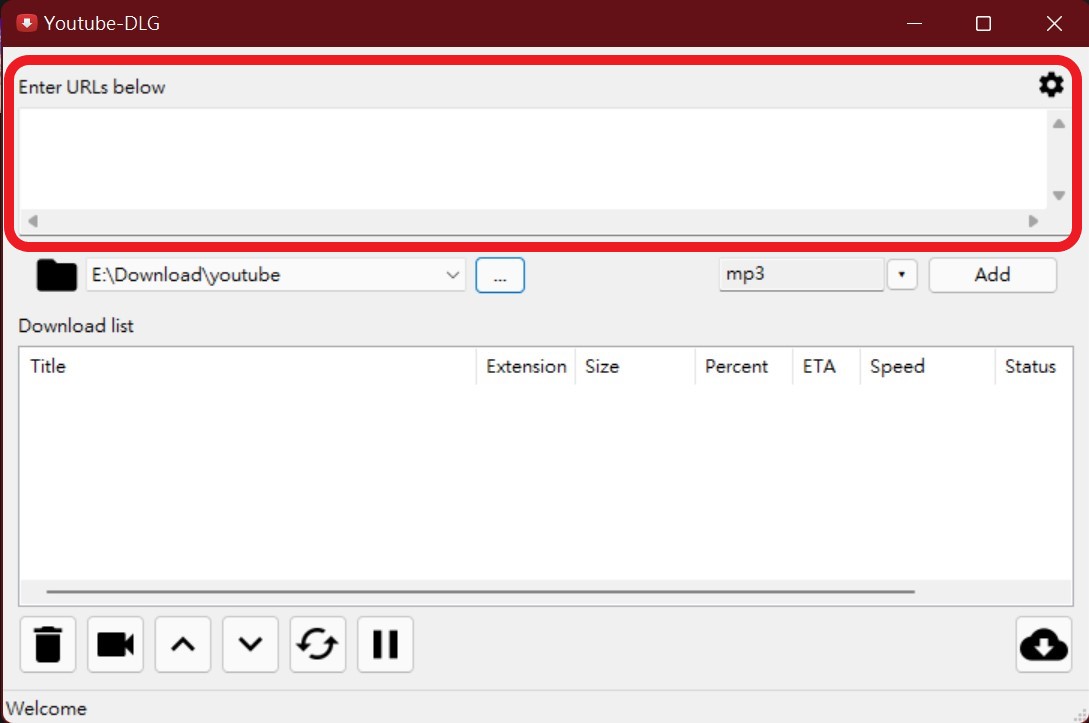 Youtube-DLG
Enter URLs below
E:\Download\youtube ... mp3 Add
Download list
Title Extension Size Percent ETA Speed Status
Welcome